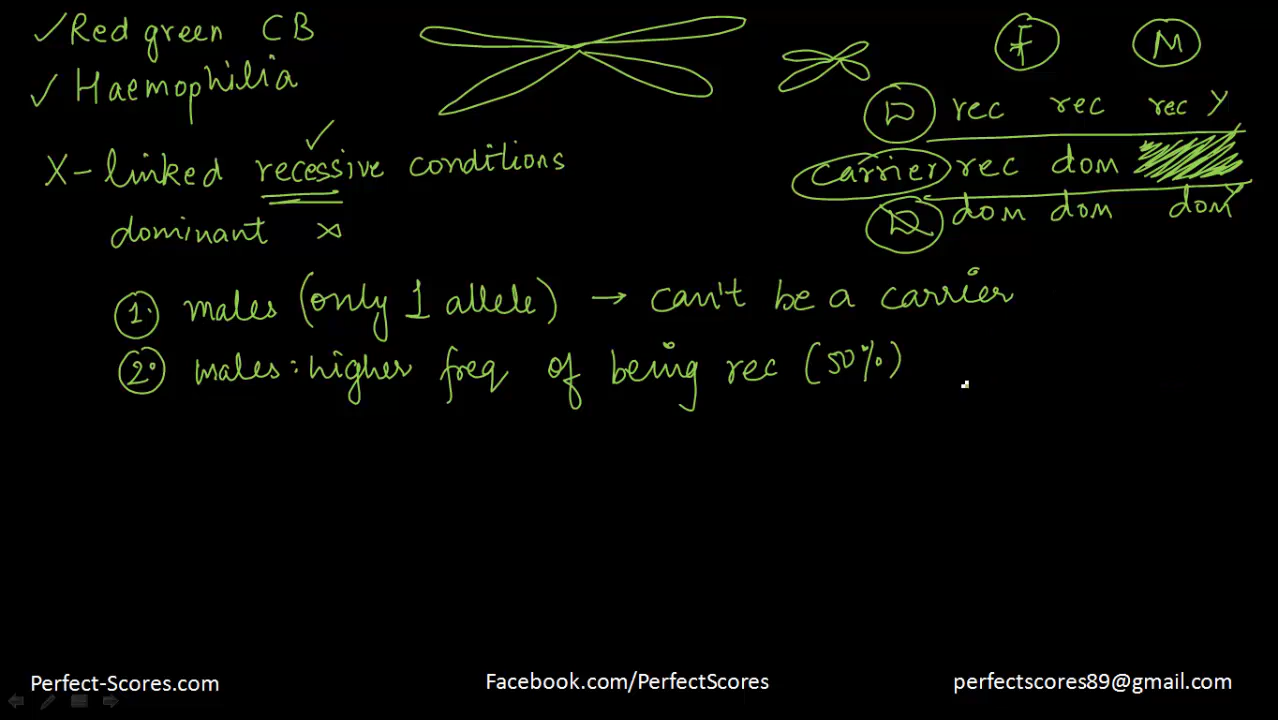 ✓ Red green CB
✓ Haemophilia
X-linked recessive conditions ✓
dominant ×
F M
D rec rec rec Y
carrier rec dom
D dom dom dom Y
1. males (only 1 allele) → can't be a carrier
2. males : higher freq of being rec (50%)
Perfect-Scores.com Facebook.com/PerfectScores perfectscores89@gmail.com